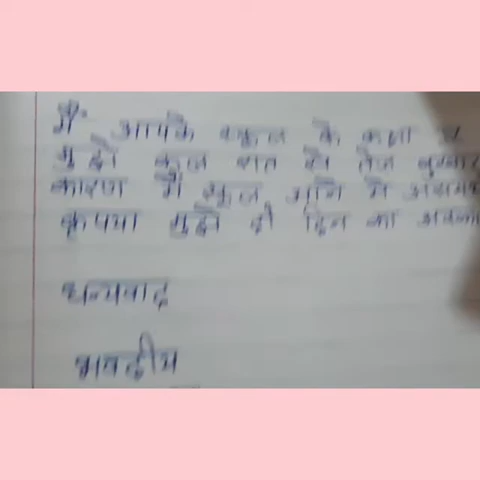 मैं आपके स्कूल के कक्षा
मुझे कल रात से तेज बुखार
कारण मैं स्कूल आने में
कृपया मुझे दो दिन का
धन्यवाद
भवदीय